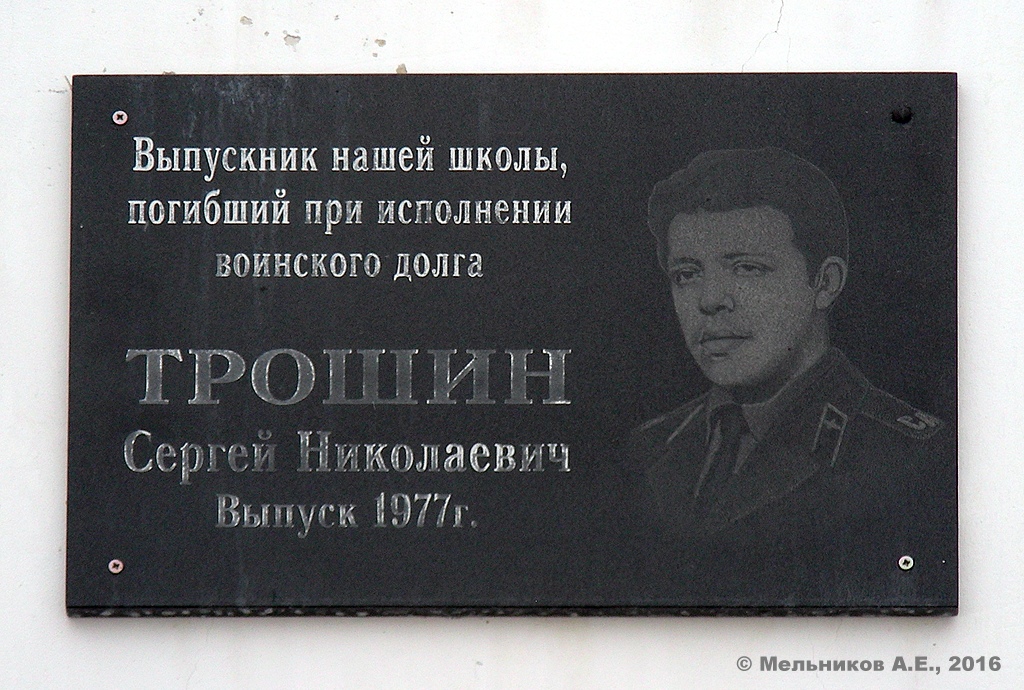 Выпускник нашей школы,
погибший при исполнении
воинского долга
ТРОШИН
Сергей Николаевич
Выпуск 1977г.
© Мельников А.Е., 2016